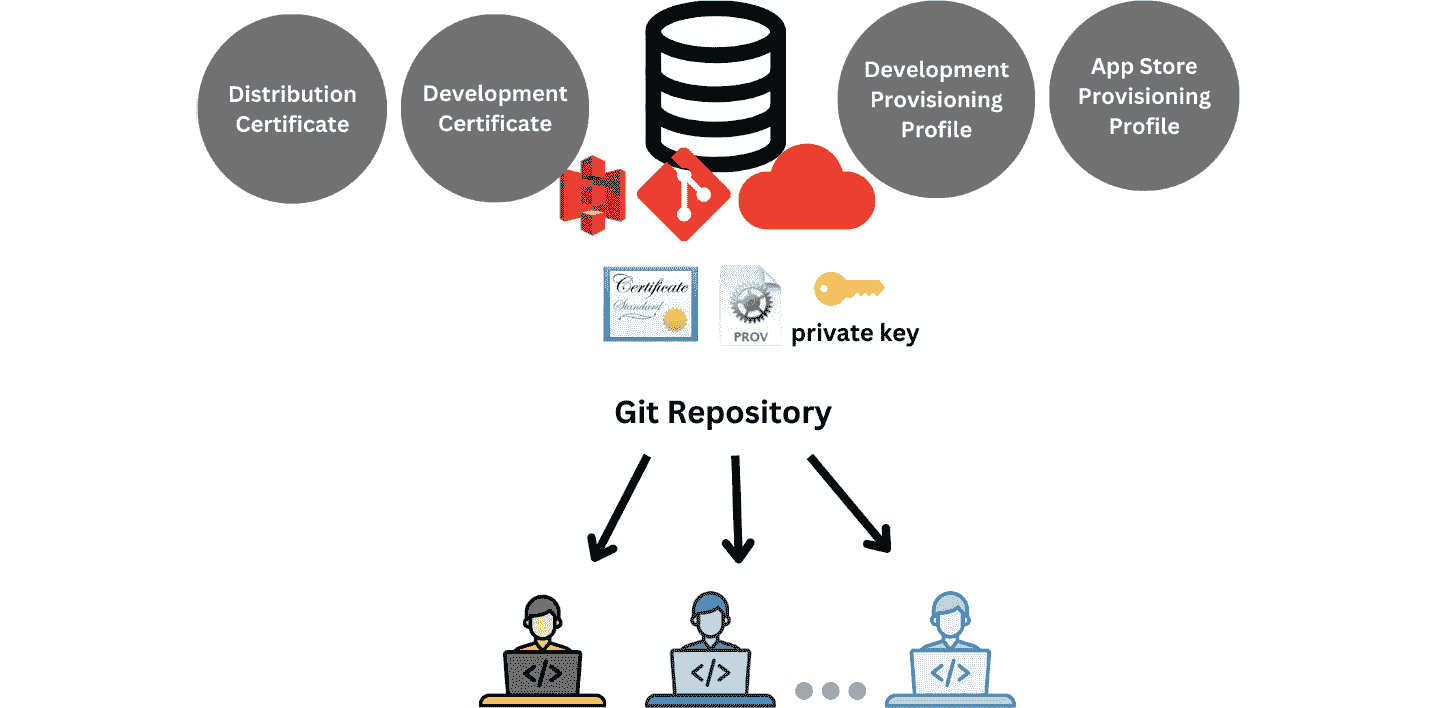 Distribution
Certificate
Development
Certificate
Development
Provisioning
Profile
App Store
Provisioning
Profile
Certificate
Standard
PROV
private key
Git Repository
</>
</>
</>